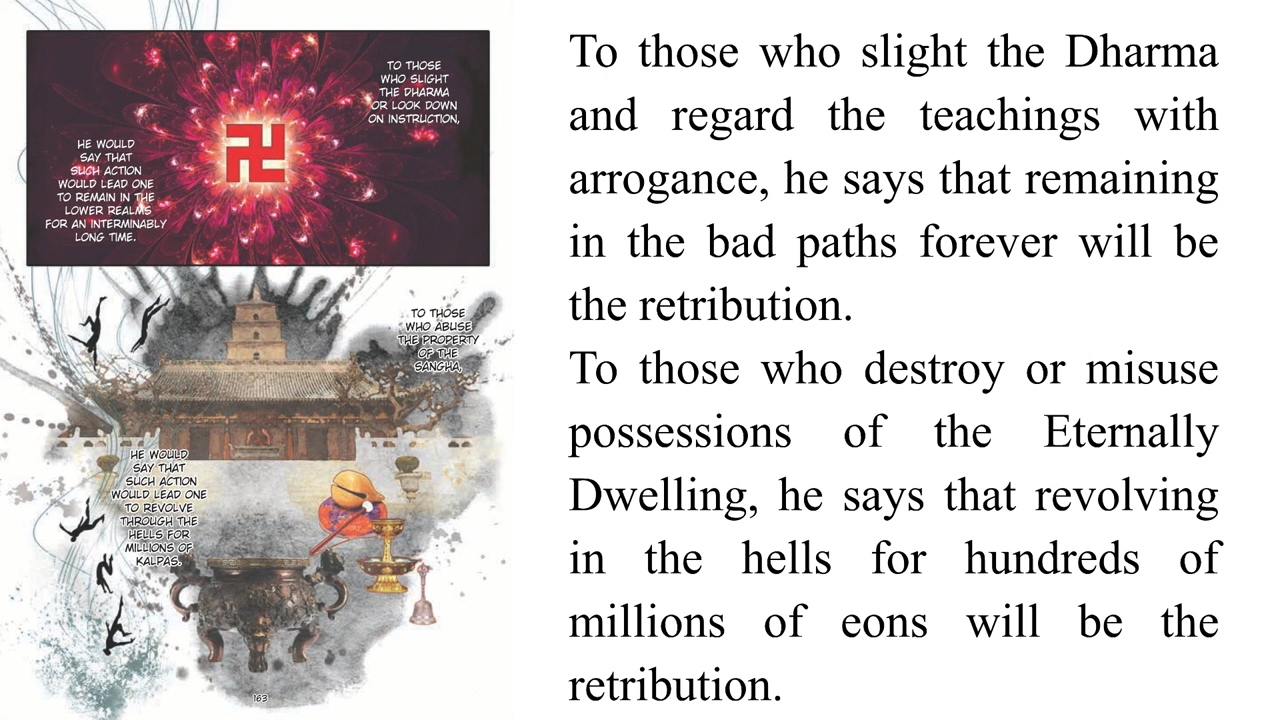 TO THOSE
WHO SLIGHT
THE DHARMA
OR LOOK DOWN
ON INSTRUCTION,
HE WOULD
SAY THAT
SUCH ACTION
WOULD LEAD ONE
TO REMAIN IN THE
LOWER REALMS
FOR AN INTERMINABLY
LONG TIME.
TO THOSE
WHO ABUSE
THE PROPERTY
OF THE
SANGHA,
HE WOULD
SAY THAT
SUCH ACTION
WOULD LEAD ONE
TO REVOLVE
THROUGH THE
HELLS FOR
MILLIONS OF
KALPAS.
163
To those who slight the Dharma
and regard the teachings with
arrogance, he says that remaining
in the bad paths forever will be
the retribution.
To those who destroy or misuse
possessions of the Eternally
Dwelling, he says that revolving
in the hells for hundreds of
millions of eons will be the
retribution.